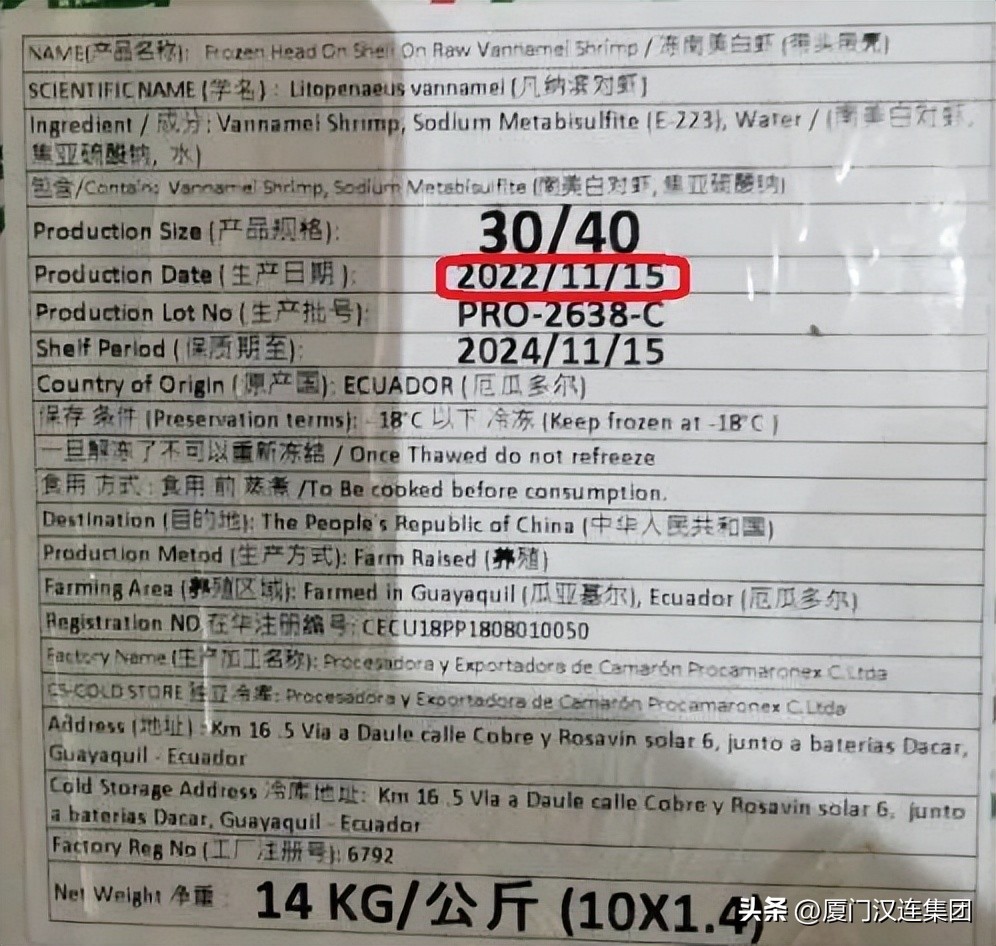 NAME(产品名称): Frozen Head On Shell On Raw Vannamei Shrimp / 冻南美白虾 (带头带壳)
SCIENTIFIC NAME (学名) : Litopenaeus vannamei (凡纳滨对虾)
Ingredient / 成分: Vannamei Shrimp, Sodium Metabisulfite (E-223), Water / (南美白对虾,
焦亚硫酸钠, 水)
包含/Contain: Vannamei Shrimp, Sodium Metabisulfite (南美白对虾, 焦亚硫酸钠)
Production Size (产品规格): 30/40
Production Date (生产日期 ): 2022/11/15
Production Lot No (生产批号): PRO-2638-C
Shelf Period ( 保质期至): 2024/11/15
Country of Origin ( 原产国): ECUADOR ( 厄瓜多尔)
保存 条件 (Preservation terms): - 18°C 以下 冷冻 (Keep frozen at -18°C )
一旦解冻了不可以重新冻结 / Once Thawed do not refreeze
食用 方式 : 食用 前 蒸煮 /To Be cooked before consumption.
Destination (目的地): The People's Republic of China (中华人民共和国)
Production Metod (生产方式): Farm Raised (养殖)
Farming Area (养殖区域): Farmed in Guayaquil (瓜亚基尔), Ecuador (厄瓜多尔)
Registration NO 在华注册编号: CECU18PP1808010050
Factory Name (生产加工名称): Procesadora y Exportadora de Camarón Procamaronex C.Ltda
CS-COLD STORE 独立冷库: Procesadora y Exportadora de Camarón Procamaronex C.Ltda
Address (地址) : Km 16 .5 Via a Daule calle Cobre y Rosavin solar 6, junto a baterias Dacar,
Guayaquil - Ecuador
Cold Storage Address 冷库地址: Km 16 .5 Via a Daule calle Cobre y Rosavin solar 6, junto
a baterias Dacar, Guayaquil - Ecuador
Factory Reg No (工厂注册号): 6792
Net Weight 净重 : 14 KG/公斤 (10X1.4)
头条 @厦门汉连集团